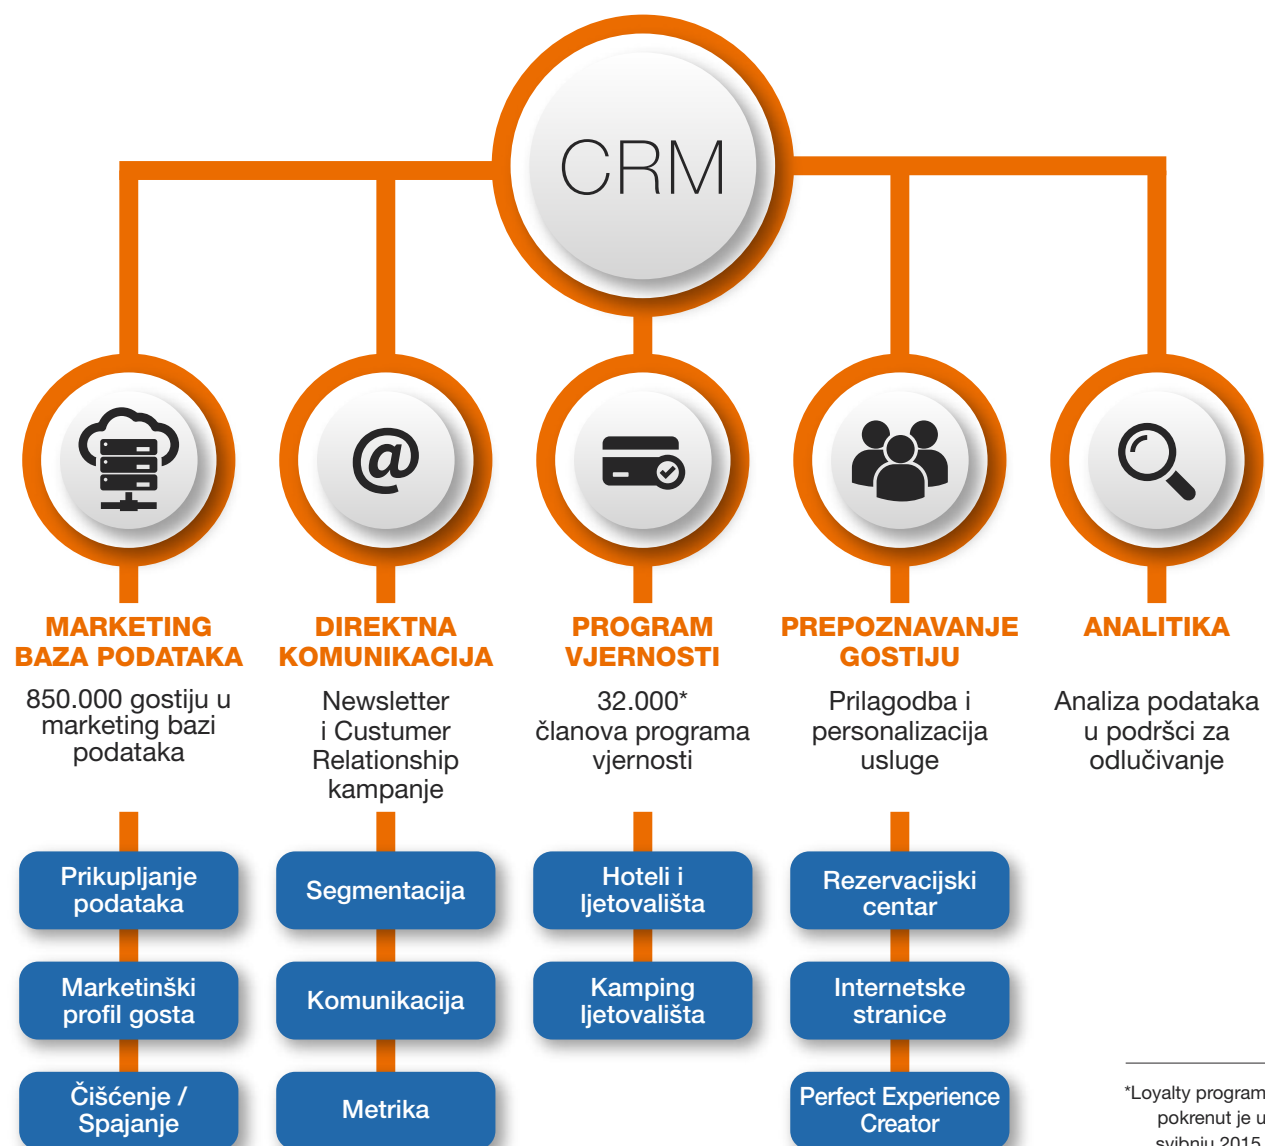 CRM
@
MARKETING
BAZA PODATAKA
850.000 gostiju u
marketing bazi
podataka
Prikupljanje
podataka
Marketinški
profil gosta
Čišćenje /
Spajanje
DIREKTNA
KOMUNIKACIJA
Newsletter
i Custumer
Relationship
kampanje
Segmentacija
Komunikacija
Metrika
PROGRAM
VJERNOSTI
32.000*
članova programa
vjernosti
Hoteli i
ljetovališta
Kamping
ljetovališta
PREPOZNAVANJE
GOSTIJU
Prilagodba i
personalizacija
usluge
Rezervacijski
centar
Internetske
stranice
Perfect Experience
Creator
ANALITIKA
Analiza podataka
u podršci za
odlučivanje
*Loyalty program
pokrenut je u
svibnju 2015.